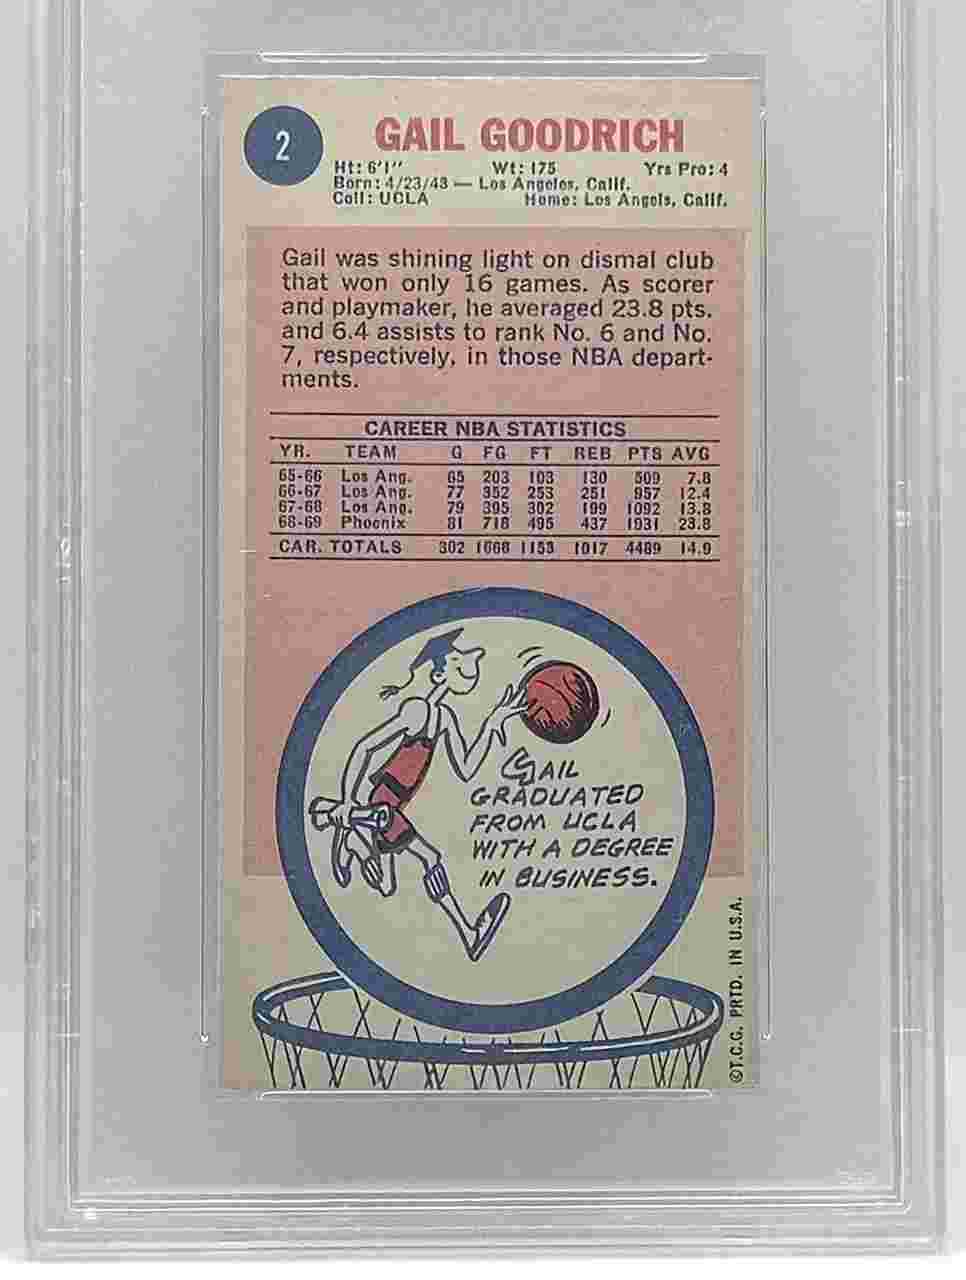 2
GAIL GOODRICH
Ht: 6'1" Wt: 175 Yrs Pro: 4
Born: 4/23/43 — Los Angeles, Calif.
Coll: UCLA Home: Los Angels, Calif.
Gail was shining light on dismal club
that won only 16 games. As scorer
and playmaker, he averaged 23.8 pts.
and 6.4 assists to rank No. 6 and No.
7, respectively, in those NBA depart-
ments.
CAREER NBA STATISTICS
YR. TEAM G FG FT REB PTS AVG
65-66 Los Ang. 65 203 103 130 509 7.8
66-67 Los Ang. 77 352 253 251 957 12.4
67-68 Los Ang. 79 395 302 199 1092 13.8
68-69 Phoenix 81 718 495 437 1931 23.8
CAR. TOTALS 302 1668 1153 1017 4489 14.9
GAIL
GRADUATED
FROM UCLA
WITH A DEGREE
IN BUSINESS.
©T.C.G. PRTD. IN U.S.A.